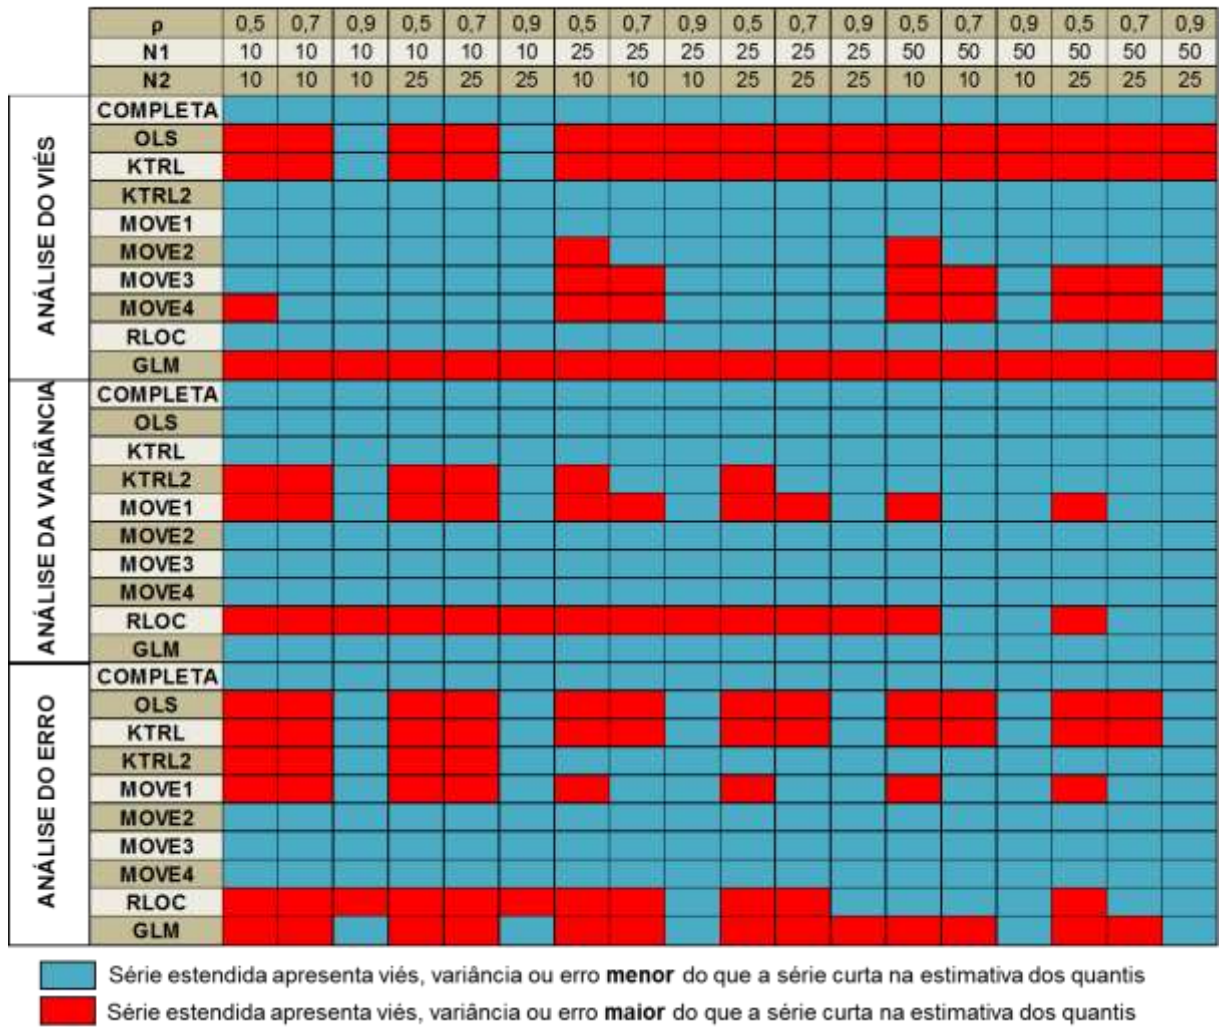 ρ 0,5 0,7 0,9 0,5 0,7 0,9 0,5 0,7 0,9 0,5 0,7 0,9 0,5 0,7 0,9 0,5 0,7 0,9
N1 10 10 10 10 10 10 25 25 25 25 25 25 50 50 50 50 50 50
N2 10 10 10 25 25 25 10 10 10 25 25 25 10 10 10 25 25 25
ANÁLISE DO VIÉS
COMPLETA
OLS
KTRL
KTRL2
MOVE1
MOVE2
MOVE3
MOVE4
RLOC
GLM
ANÁLISE DA VARIÂNCIA
COMPLETA
OLS
KTRL
KTRL2
MOVE1
MOVE2
MOVE3
MOVE4
RLOC
GLM
ANÁLISE DO ERRO
COMPLETA
OLS
KTRL
KTRL2
MOVE1
MOVE2
MOVE3
MOVE4
RLOC
GLM
Série estendida apresenta viés, variância ou erro menor do que a série curta na estimativa dos quantis
Série estendida apresenta viés, variância ou erro maior do que a série curta na estimativa dos quantis